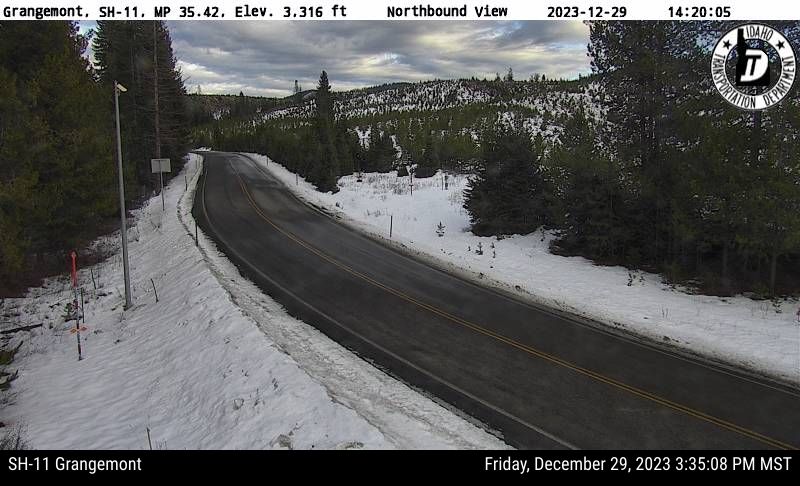 Grangemont, SH-11, MP 35.42, Elev. 3,316 ft Northbound View 2023-12-29 14:20:05
IDAHO
TRANSPORTATION DEPARTMENT
SH-11 Grangemont Friday, December 29, 2023 3:35:08 PM MST